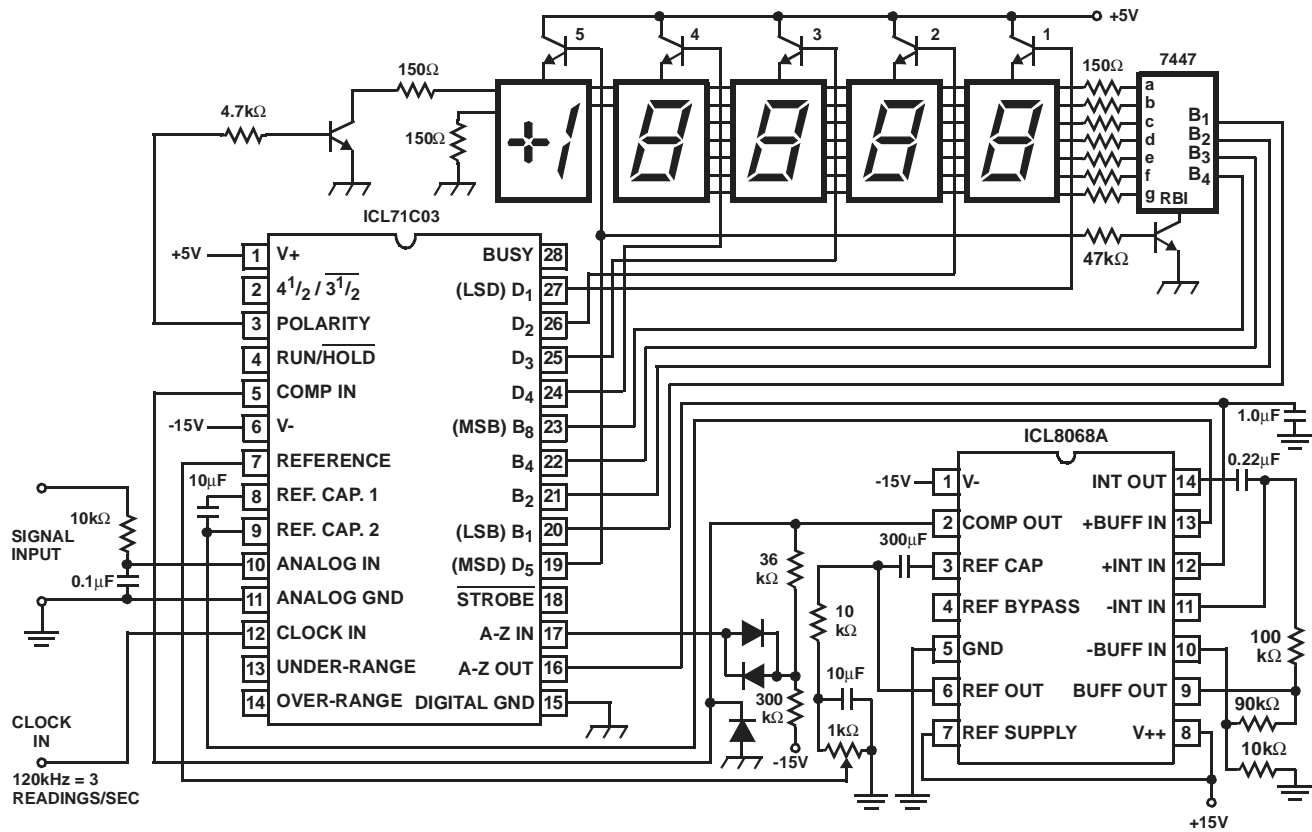 +5V
5
4
3
2
1
7447
150Ω
150Ω
4.7kΩ
150Ω
a
b
c
d
e
f
g
B1
B2
B3
B4
RBI
47kΩ
ICL71C03
+5V
1 V+
2 4 1/2 / 3 1/2
3 POLARITY
4 RUN/HOLD
5 COMP IN
-15V
6 V-
7 REFERENCE
8 REF. CAP. 1
9 REF. CAP. 2
10 ANALOG IN
11 ANALOG GND
12 CLOCK IN
13 UNDER-RANGE
14 OVER-RANGE
BUSY 28
(LSD) D1 27
D2 26
D3 25
D4 24
(MSB) B8 23
B4 22
B2 21
(LSB) B1 20
(MSD) D5 19
STROBE 18
A-Z IN 17
A-Z OUT 16
DIGITAL GND 15
10µF
10kΩ
SIGNAL
INPUT
0.1µF
CLOCK
IN
120kHz = 3
READINGS/SEC
36
kΩ
300
kΩ
-15V
10
kΩ
10µF
1kΩ
300µF
1.0µF
ICL8068A
0.22µF
-15V
1 V-
2 COMP OUT
3 REF CAP
4 REF BYPASS
5 GND
6 REF OUT
7 REF SUPPLY
INT OUT 14
+BUFF IN 13
+INT IN 12
-INT IN 11
-BUFF IN 10
BUFF OUT 9
V++ 8
100
kΩ
90kΩ
10kΩ
+15V